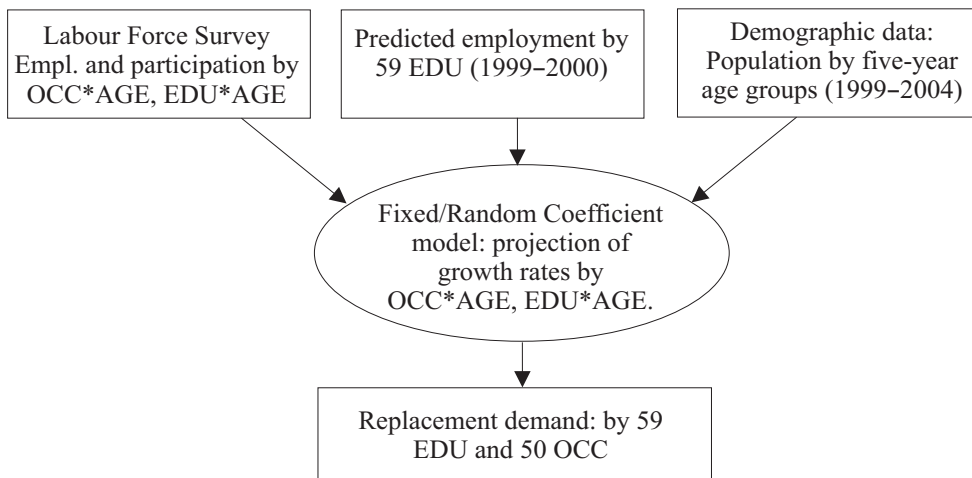 Labour Force Survey
Empl. and participation by
OCC*AGE, EDU*AGE
Predicted employment by
59 EDU (1999–2000)
Demographic data:
Population by five-year
age groups (1999–2004)
Fixed/Random Coefficient
model: projection of
growth rates by
OCC*AGE, EDU*AGE.
Replacement demand: by 59
EDU and 50 OCC